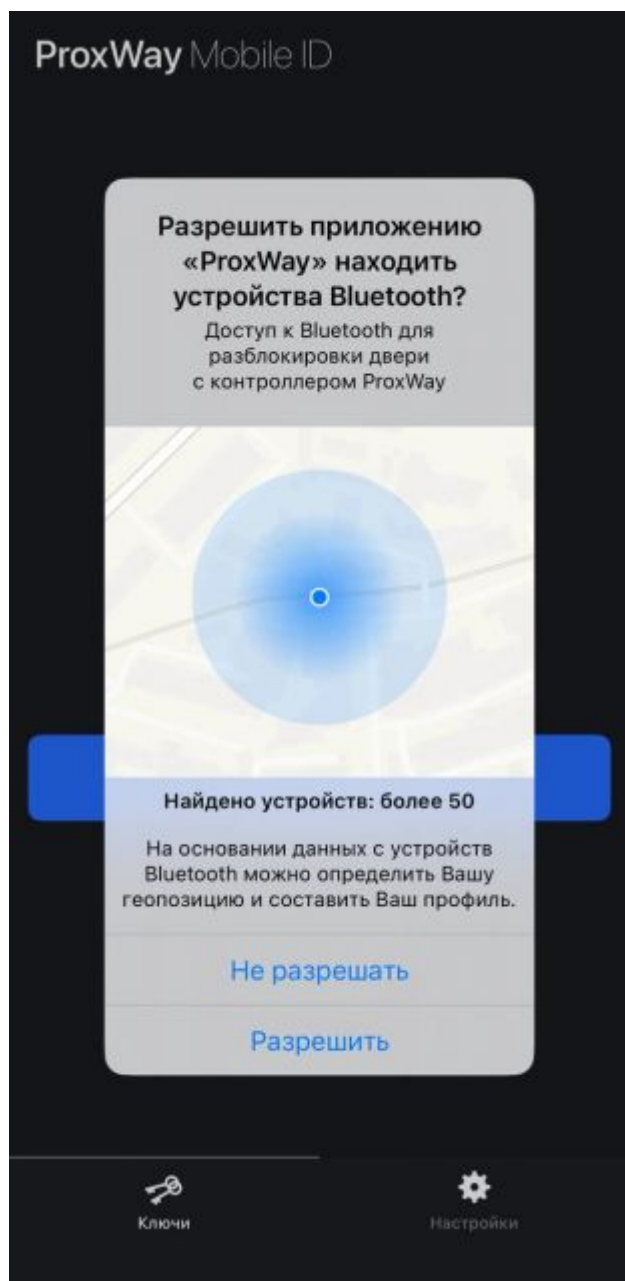 ProxWay Mobile ID
Разрешить приложению
«ProxWay» находить
устройства Bluetooth?
Доступ к Bluetooth для
разблокировки двери
с контроллером ProxWay
Найдено устройств: более 50
На основании данных с устройств
Bluetooth можно определить Вашу
геопозицию и составить Ваш профиль.
Не разрешать
Разрешить
Ключи
Настройки